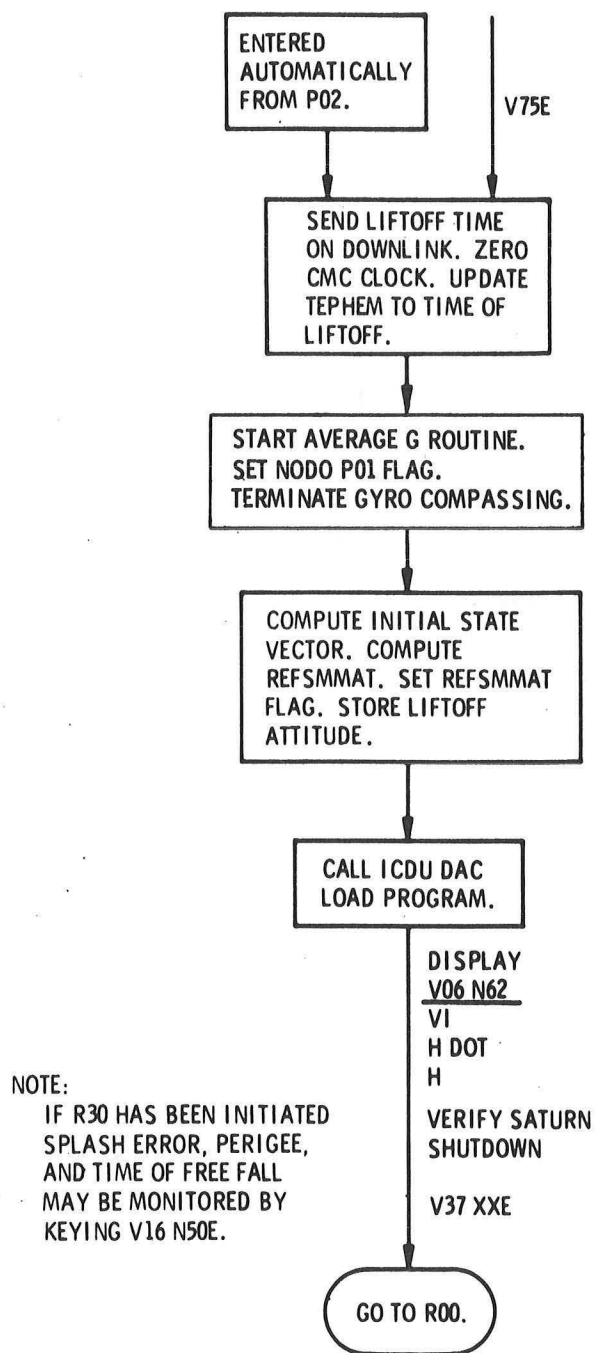 ENTERED
AUTOMATICALLY
FROM P02.
V75E
SEND LIFTOFF TIME
ON DOWNLINK. ZERO
CMC CLOCK. UPDATE
TEPHEM TO TIME OF
LIFTOFF.
START AVERAGE G ROUTINE.
SET NODO P01 FLAG.
TERMINATE GYRO COMPASSING.
COMPUTE INITIAL STATE
VECTOR. COMPUTE
REFSMMAT. SET REFSMMAT
FLAG. STORE LIFTOFF
ATTITUDE.
CALL ICDU DAC
LOAD PROGRAM.
DISPLAY
V06 N62
VI
H DOT
H
VERIFY SATURN
SHUTDOWN
V37 XXE
NOTE:
IF R30 HAS BEEN INITIATED
SPLASH ERROR, PERIGEE,
AND TIME OF FREE FALL
MAY BE MONITORED BY
KEYING V16 N50E.
GO TO R00.